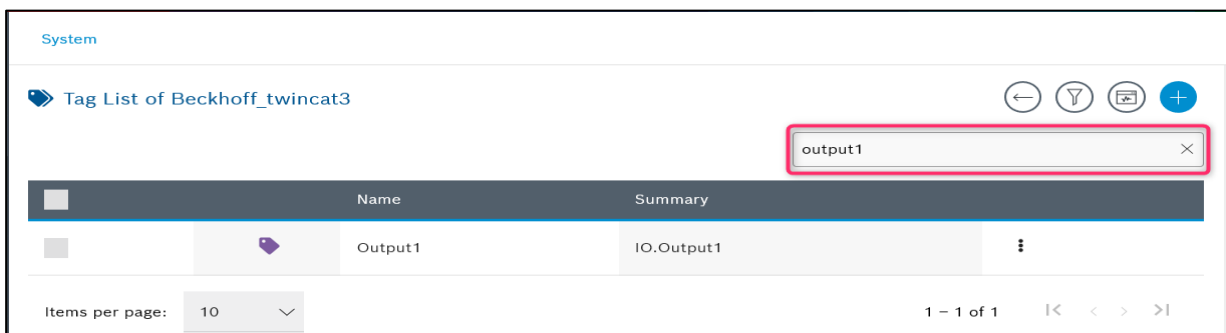 System
Tag List of Beckhoff_twincat3
output1
Name Summary
Output1 IO.Output1
Items per page: 10 1 – 1 of 1